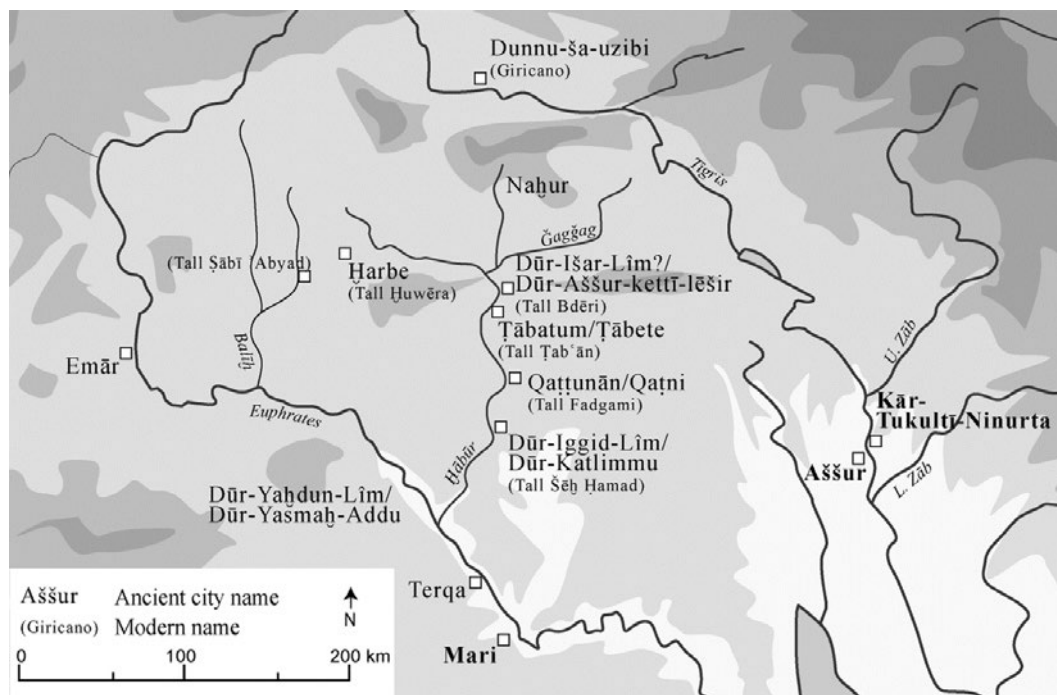 Dunnu-ša-uzibi
(Giricano)
Tigris
Naḫur
Ǧaǧǧag
(Tall Ṣābī ʾAbyad)
Ḫarbe
(Tall Ḫuwēra)
Dūr-Išar-Lîm?/
Dūr-Aššur-kettī-lēšir
(Tall Bdēri)
Ṭābatum/Ṭābete
(Tall Ṭabʿān)
Balīḫ
Emār
U. Zāb
Qaṭṭunān/Qaṭni
(Tall Fadgami)
Euphrates
Kār-
Tukultī-Ninurta
Dūr-Iggid-Lîm/
Dūr-Katlimmu
(Tall Šēḫ Ḥamad)
Ḫābūr
Aššur
L. Zāb
Dūr-Yaḫdun-Lîm/
Dūr-Yasmaḫ-Addu
Terqa
Mari
Aššur Ancient city name
(Giricano) Modern name
N
0 100 200 km